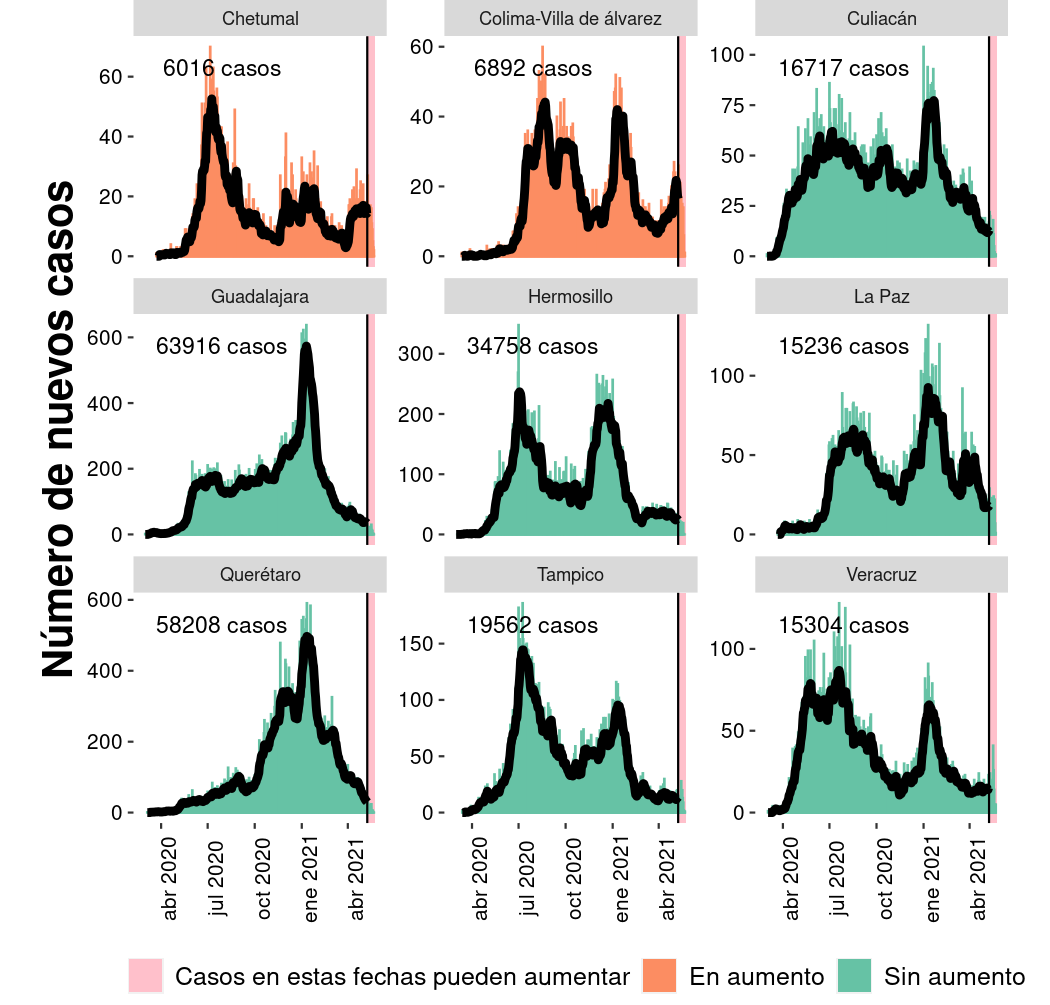 Número de nuevos casos
Chetumal
Colima-Villa de álvarez
Culiacán
6016 casos
6892 casos
16717 casos
60
40
20
0
60
40
20
0
100
75
50
25
0
Guadalajara
Hermosillo
La Paz
63916 casos
34758 casos
15236 casos
600
400
200
0
300
200
100
0
100
50
0
Querétaro
Tampico
Veracruz
58208 casos
19562 casos
15304 casos
600
400
200
0
150
100
50
0
100
50
0
abr 2020
jul 2020
oct 2020
ene 2021
abr 2021
abr 2020
jul 2020
oct 2020
ene 2021
abr 2021
abr 2020
jul 2020
oct 2020
ene 2021
abr 2021
Casos en estas fechas pueden aumentar
En aumento
Sin aumento